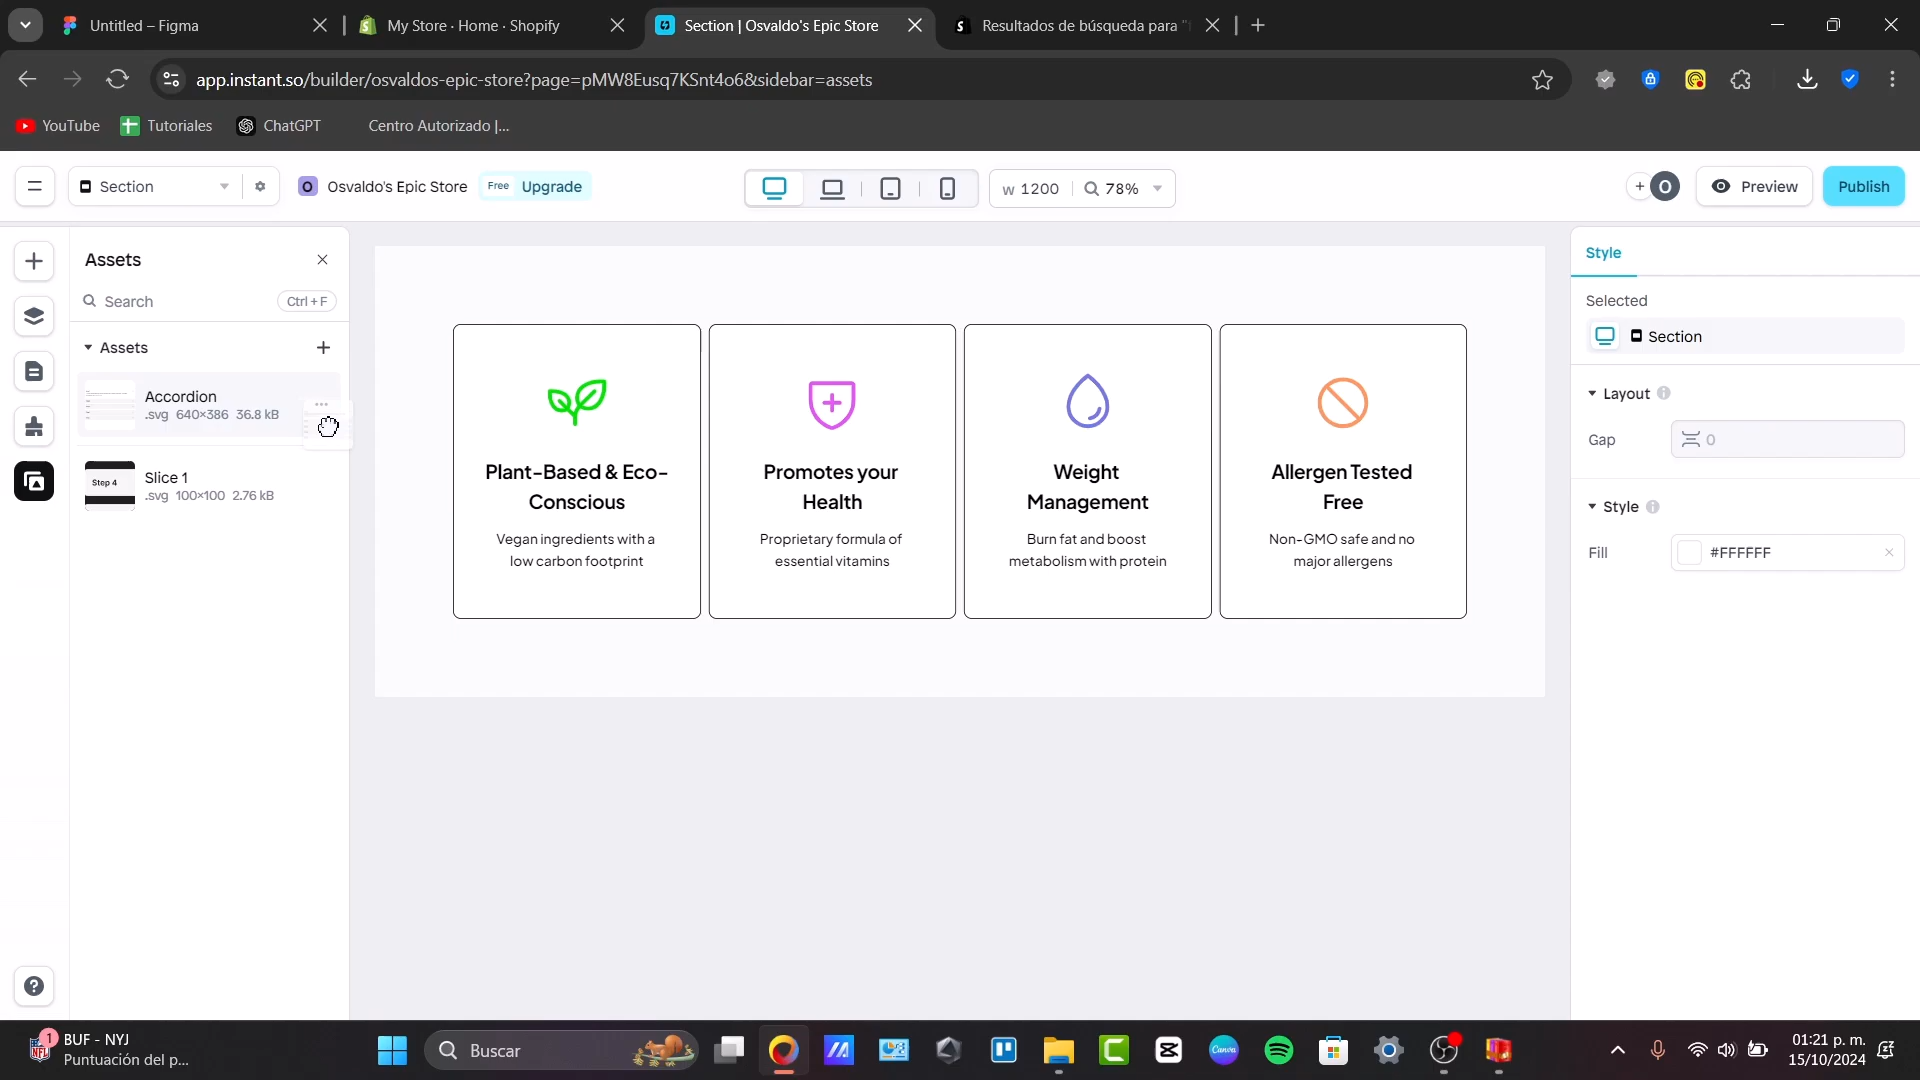 Untitled – Figma
My Store · Home · Shopify
Section | Osvaldo's Epic Store
Resultados de búsqueda para "
app.instant.so/builder/osvaldos-epic-store?page=pMW8Eusq7KSnt4o6&sidebar=assets
YouTube
Tutoriales
ChatGPT
Centro Autorizado |...
Section
O
Osvaldo's Epic Store
Free
Upgrade
W 1200
78%
O
Preview
Publish
Assets
Search
Ctrl + F
Assets
Accordion
.svg 640×386 36.8 kB
Step 4
Slice 1
.svg 100×100 2.76 kB
Plant-Based & Eco-
Conscious
Vegan ingredients with a
low carbon footprint
Promotes your
Health
Proprietary formula of
essential vitamins
Weight
Management
Burn fat and boost
metabolism with protein
Allergen Tested
Free
Non-GMO safe and no
major allergens
Style
Selected
Section
Layout
Gap
0
Style
Fill
#FFFFFF
1
BUF - NYJ
Puntuación del p...
Buscar
01:21 p. m.
15/10/2024